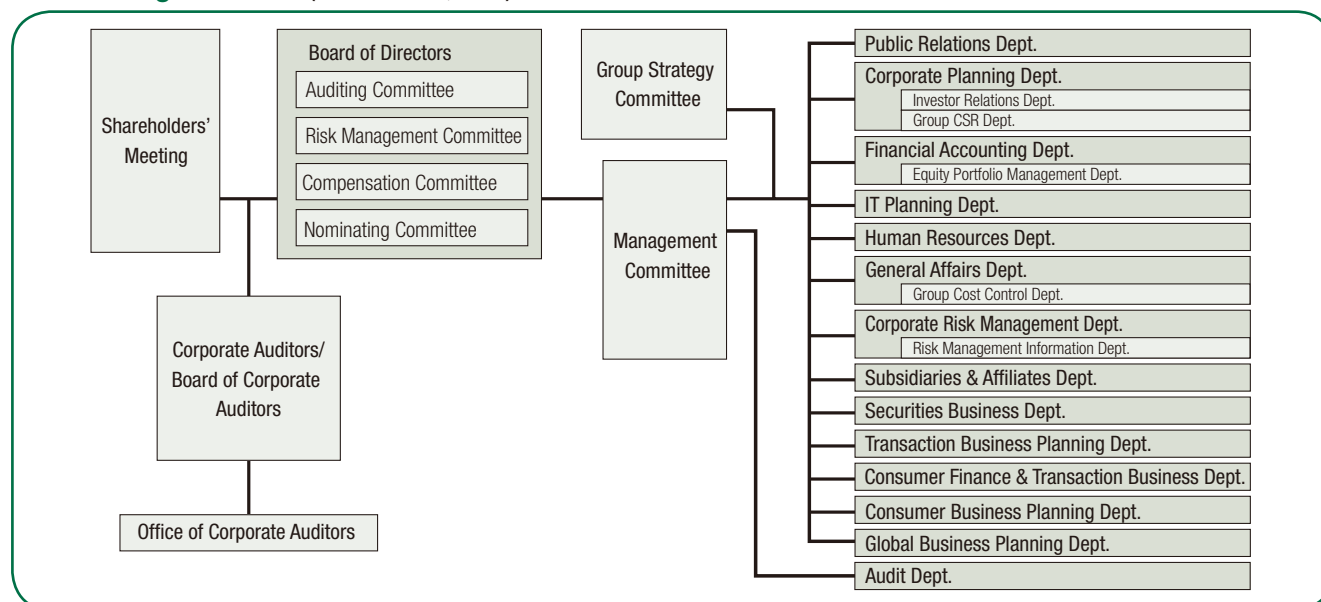 Shareholders'
Meeting
Board of Directors
Auditing Committee
Risk Management Committee
Compensation Committee
Nominating Committee
Corporate Auditors/
Board of Corporate
Auditors
Office of Corporate Auditors
Group Strategy
Committee
Management
Committee
Public Relations Dept.
Corporate Planning Dept.
Investor Relations Dept.
Group CSR Dept.
Financial Accounting Dept.
Equity Portfolio Management Dept.
IT Planning Dept.
Human Resources Dept.
General Affairs Dept.
Group Cost Control Dept.
Corporate Risk Management Dept.
Risk Management Information Dept.
Subsidiaries & Affiliates Dept.
Securities Business Dept.
Transaction Business Planning Dept.
Consumer Finance & Transaction Business Dept.
Consumer Business Planning Dept.
Global Business Planning Dept.
Audit Dept.